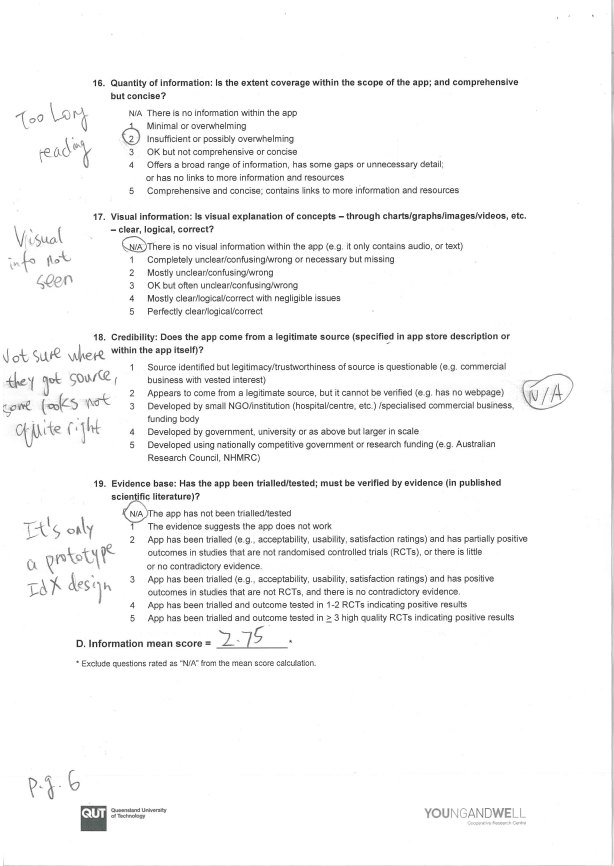 16. Quantity of information: Is the extent coverage within the scope of the app; and comprehensive
but concise?
Too Long
reading
N/A There is no information within the app
1 Minimal or overwhelming
2 Insufficient or possibly overwhelming
3 OK but not comprehensive or concise
4 Offers a broad range of information, has some gaps or unnecessary detail;
or has no links to more information and resources
5 Comprehensive and concise; contains links to more information and resources
17. Visual information: Is visual explanation of concepts – through charts/graphs/images/videos, etc.
– clear, logical, correct?
Visual
info not
seen
N/A There is no visual information within the app (e.g. it only contains audio, or text)
1 Completely unclear/confusing/wrong or necessary but missing
2 Mostly unclear/confusing/wrong
3 OK but often unclear/confusing/wrong
4 Mostly clear/logical/correct with negligible issues
5 Perfectly clear/logical/correct
18. Credibility: Does the app come from a legitimate source (specified in app store description or
within the app itself)?
Not sure where
they got source,
some looks not
quite right
1 Source identified but legitimacy/trustworthiness of source is questionable (e.g. commercial
business with vested interest)
2 Appears to come from a legitimate source, but it cannot be verified (e.g. has no webpage)
N/A
3 Developed by small NGO/institution (hospital/centre, etc.) /specialised commercial business,
funding body
4 Developed by government, university or as above but larger in scale
5 Developed using nationally competitive government or research funding (e.g. Australian
Research Council, NHMRC)
19. Evidence base: Has the app been trialled/tested; must be verified by evidence (in published
scientific literature)?
It's only
a prototype
IdX design
N/A The app has not been trialled/tested
1 The evidence suggests the app does not work
2 App has been trialled (e.g., acceptability, usability, satisfaction ratings) and has partially positive
outcomes in studies that are not randomised controlled trials (RCTs), or there is little
or no contradictory evidence.
3 App has been trialled (e.g., acceptability, usability, satisfaction ratings) and has positive
outcomes in studies that are not RCTs, and there is no contradictory evidence.
4 App has been trialled and outcome tested in 1-2 RCTs indicating positive results
5 App has been trialled and outcome tested in ≥ 3 high quality RCTs indicating positive results
D. Information mean score = 2.75 *
* Exclude questions rated as “N/A” from the mean score calculation.
p.g. 6
QUT Queensland University
of Technology
YOUNGANDWELL
Cooperative Research Centre